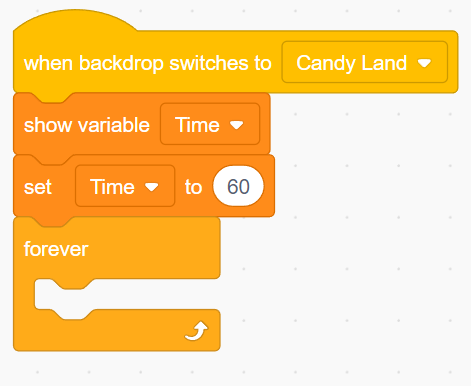 when backdrop switches to Candy Land
show variable Time
set Time to 60
forever